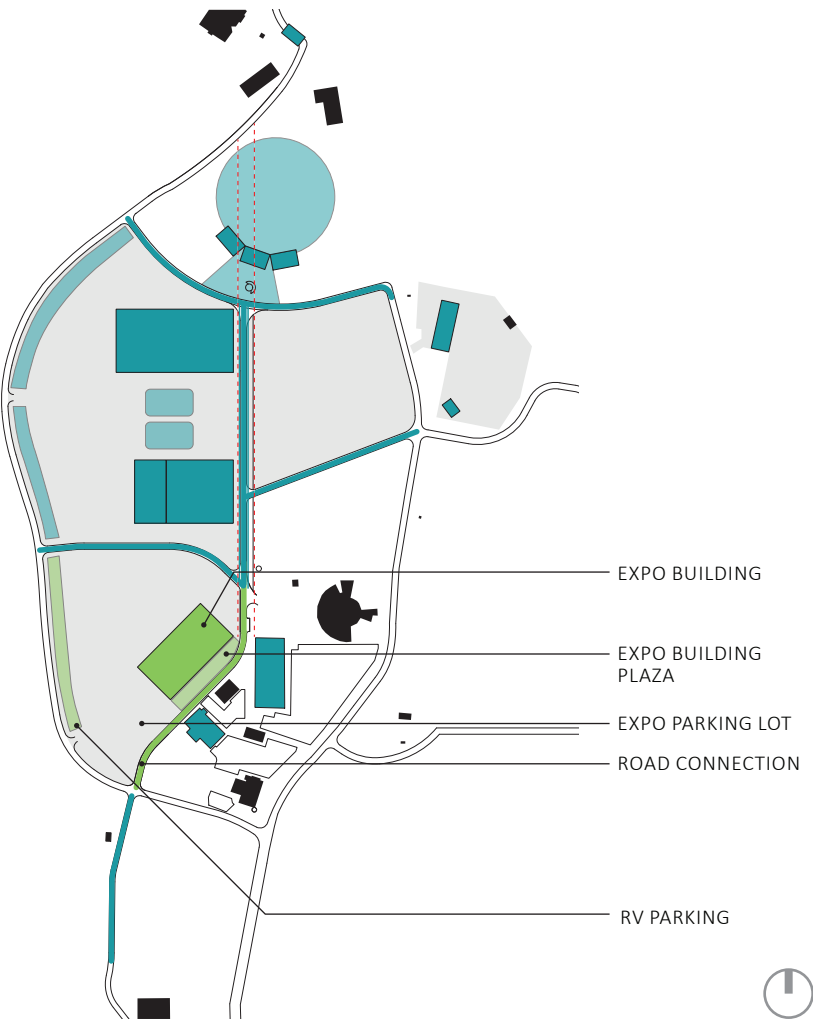 EXPO BUILDING
EXPO BUILDING
PLAZA
EXPO PARKING LOT
ROAD CONNECTION
RV PARKING